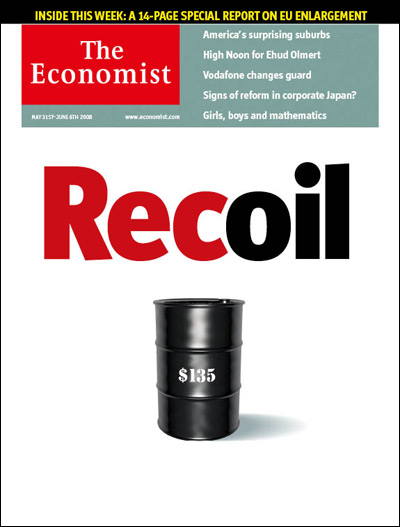 INSIDE THIS WEEK: A 14-PAGE SPECIAL REPORT ON EU ENLARGEMENT
The
Economist
MAY 31ST-JUNE 6TH 2008
www.economist.com
America's surprising suburbs
High Noon for Ehud Olmert
Vodafone changes guard
Signs of reform in corporate Japan?
Girls, boys and mathematics
Recoil
$135